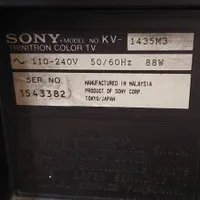 SONY MODEL NO. KV-1435M3
TRINITRON COLOR TV
~ 110-240V 50/60Hz 88W
SER NO. MANUFACTURED IN MALAYSIA
1543382 PRODUCT OF SONY CORP.
TOKYO/JAPAN